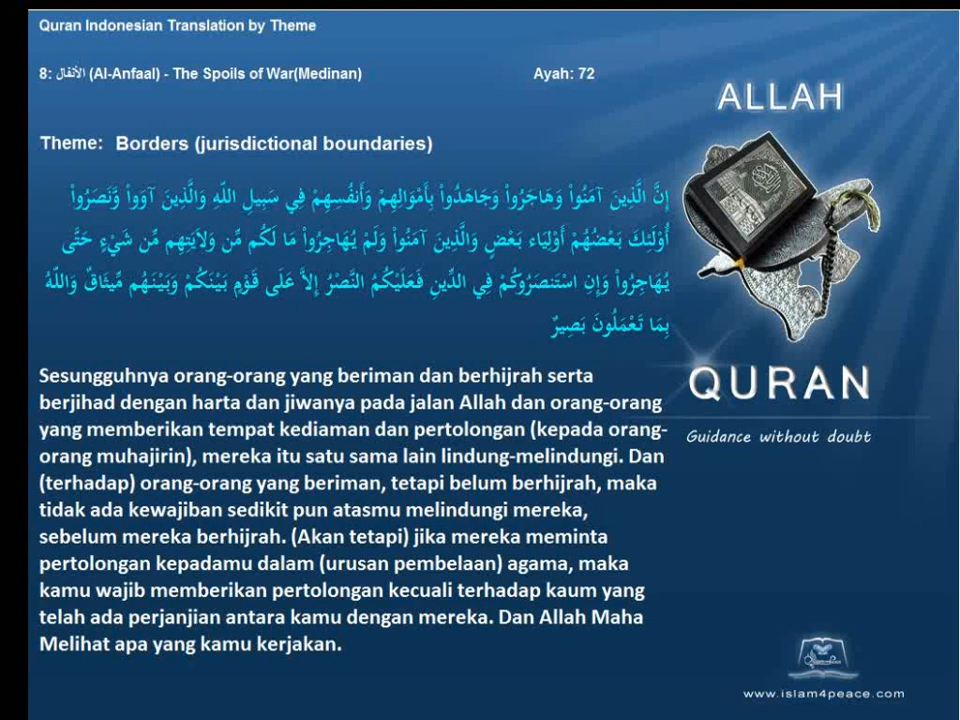 Quran Indonesian Translation by Theme
8: الأنفال (Al-Anfaal) - The Spoils of War(Medinan) Ayah: 72
Theme: Borders (jurisdictional boundaries)
إِنَّ الَّذِينَ آمَنُواْ وَهَاجَرُواْ وَجَاهَدُواْ بِأَمْوَالِهِمْ وَأَنفُسِهِمْ فِي سَبِيلِ اللّهِ وَالَّذِينَ آوَواْ وَّنَصَرُواْ
أُوْلَئِكَ بَعْضُهُمْ أَوْلِيَاء بَعْضٍ وَالَّذِينَ آمَنُواْ وَلَمْ يُهَاجِرُواْ مَا لَكُم مِّن وَلاَيَتِهِم مِّن شَيْءٍ حَتَّى
يُهَاجِرُواْ وَإِنِ اسْتَنصَرُوكُمْ فِي الدِّينِ فَعَلَيْكُمُ النَّصْرُ إِلاَّ عَلَى قَوْمٍ بَيْنَكُمْ وَبَيْنَهُم مِّيثَاقٌ وَاللّهُ
بِمَا تَعْمَلُونَ بَصِيرٌ
Sesungguhnya orang-orang yang beriman dan berhijrah serta
berjihad dengan harta dan jiwanya pada jalan Allah dan orang-orang
yang memberikan tempat kediaman dan pertolongan (kepada orang-
orang muhajirin), mereka itu satu sama lain lindung-melindungi. Dan
(terhadap) orang-orang yang beriman, tetapi belum berhijrah, maka
tidak ada kewajiban sedikit pun atasmu melindungi mereka,
sebelum mereka berhijrah. (Akan tetapi) jika mereka meminta
pertolongan kepadamu dalam (urusan pembelaan) agama, maka
kamu wajib memberikan pertolongan kecuali terhadap kaum yang
telah ada perjanjian antara kamu dengan mereka. Dan Allah Maha
Melihat apa yang kamu kerjakan.
ALLAH
QURAN
Guidance without doubt
www.islam4peace.com